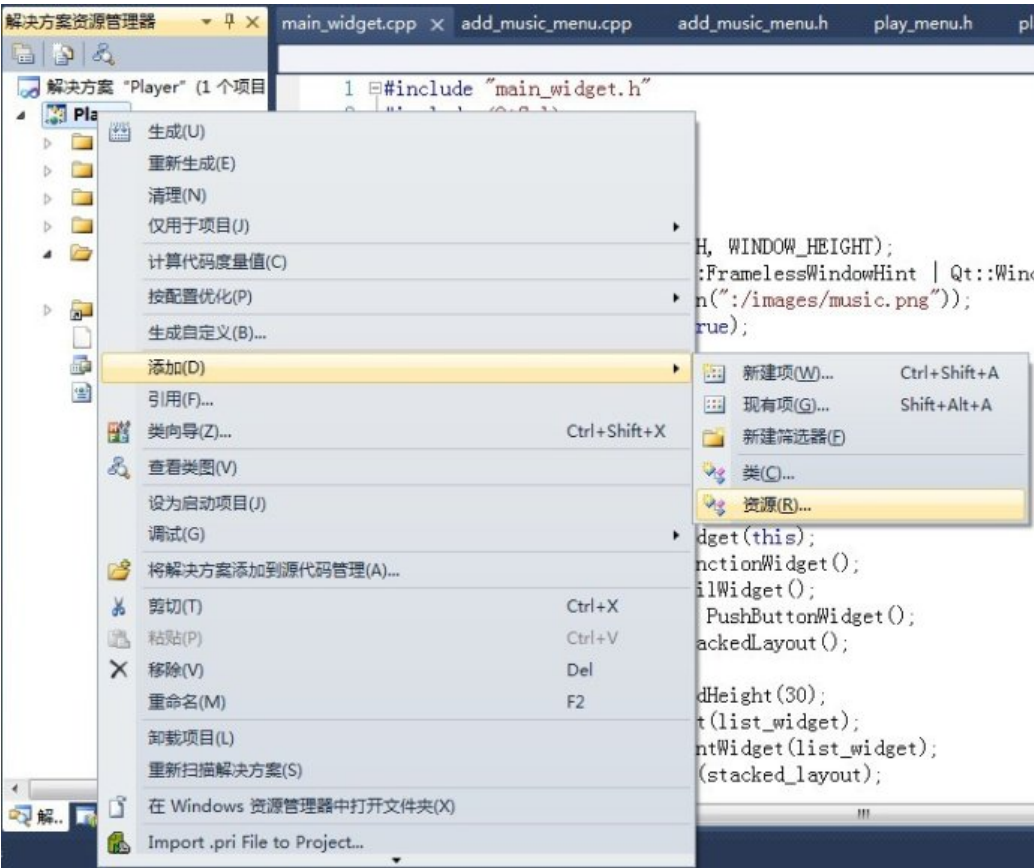 解决方案资源管理器
main_widget.cpp add_music_menu.cpp add_music_menu.h play_menu.h pl
解决方案 "Player" (1 个项目
Pla
1 #include "main_widget.h"
生成(U)
重新生成(E)
清理(N)
仅用于项目(J)
H, WINDOW_HEIGHT);
计算代码度量值(C)
:FramelessWindowHint | Qt::Wind
按配置优化(P)
n(":/images/music.png"));
生成自定义(B)...
rue);
添加(D)
新建项(W)... Ctrl+Shift+A
引用(F)...
现有项(G)... Shift+Alt+A
类向导(Z)... Ctrl+Shift+X
新建筛选器(F)
查看类图(V)
类(C)...
设为启动项目(J)
资源(R)...
调试(G)
dget(this);
nctionWidget();
将解决方案添加到源代码管理(A)...
ilWidget();
剪切(T) Ctrl+X
PushButtonWidget();
粘贴(P) Ctrl+V
ackedLayout();
移除(V) Del
重命名(M) F2
dHeight(30);
t(list_widget);
卸载项目(L)
ntWidget(list_widget);
重新扫描解决方案(S)
(stacked_layout);
在 Windows 资源管理器中打开文件夹(X)
解..
Import .pri File to Project...